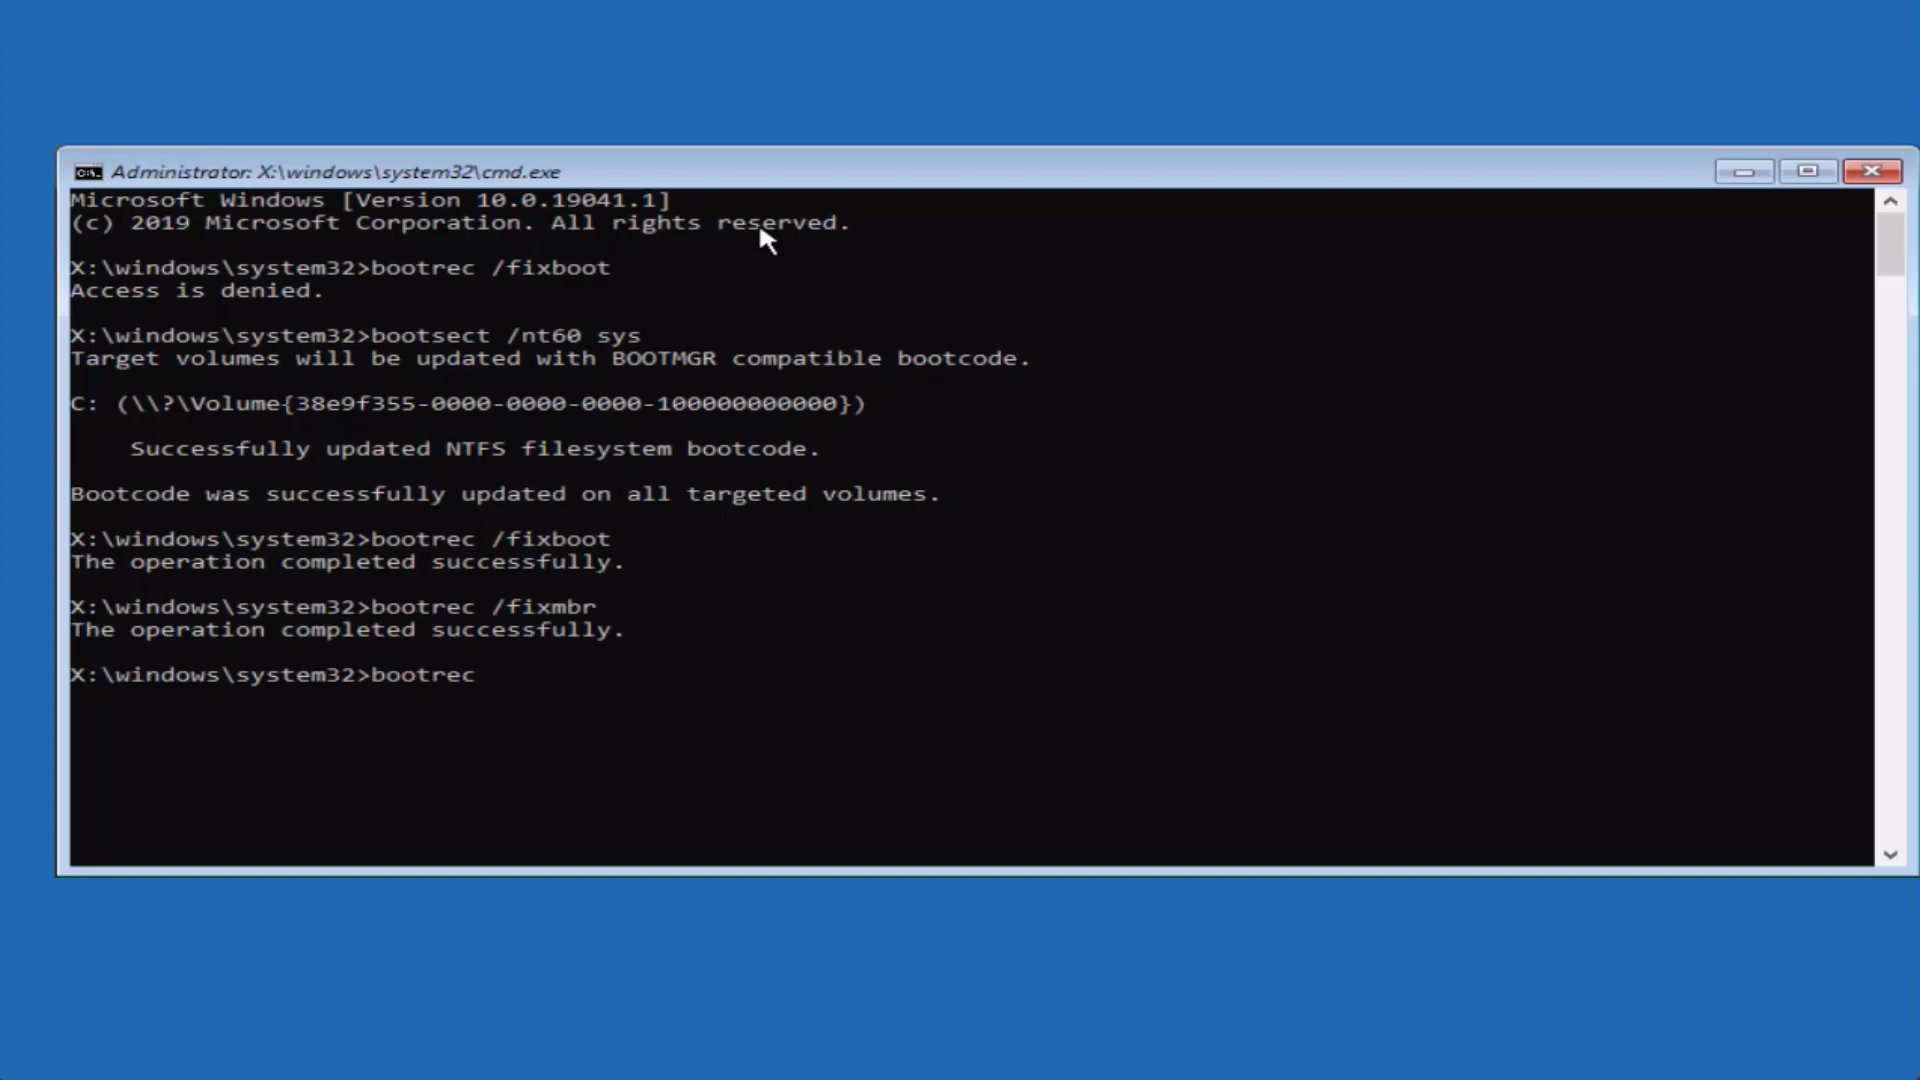 Administrator: X:\windows\system32\cmd.exe
Microsoft Windows [Version 10.0.19041.1]
(c) 2019 Microsoft Corporation. All rights reserved.
X:\windows\system32>bootrec /fixboot
Access is denied.
X:\windows\system32>bootsect /nt60 sys
Target volumes will be updated with BOOTMGR compatible bootcode.
C: (\\?\Volume{38e9f355-0000-0000-0000-100000000000})
Successfully updated NTFS filesystem bootcode.
Bootcode was successfully updated on all targeted volumes.
X:\windows\system32>bootrec /fixboot
The operation completed successfully.
X:\windows\system32>bootrec /fixmbr
The operation completed successfully.
X:\windows\system32>bootrec